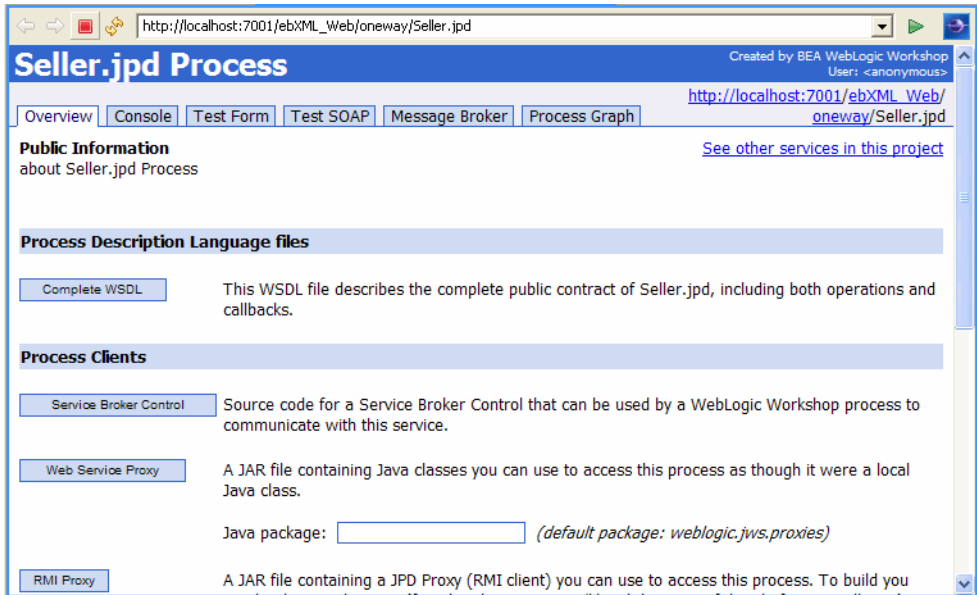 http://localhost:7001/ebXML_Web/oneway/Seller.jpd
Seller.jpd Process
Created by BEA WebLogic Workshop
User: <anonymous>
http://localhost:7001/ebXML_Web/
oneway/Seller.jpd
Overview Console Test Form Test SOAP Message Broker Process Graph
Public Information
about Seller.jpd Process
See other services in this project
Process Description Language files
Complete WSDL
This WSDL file describes the complete public contract of Seller.jpd, including both operations and
callbacks.
Process Clients
Service Broker Control
Source code for a Service Broker Control that can be used by a WebLogic Workshop process to
communicate with this service.
Web Service Proxy
A JAR file containing Java classes you can use to access this process as though it were a local
Java class.
Java package:
(default package: weblogic.jws.proxies)
RMI Proxy
A JAR file containing a JPD Proxy (RMI client) you can use to access this process. To build you